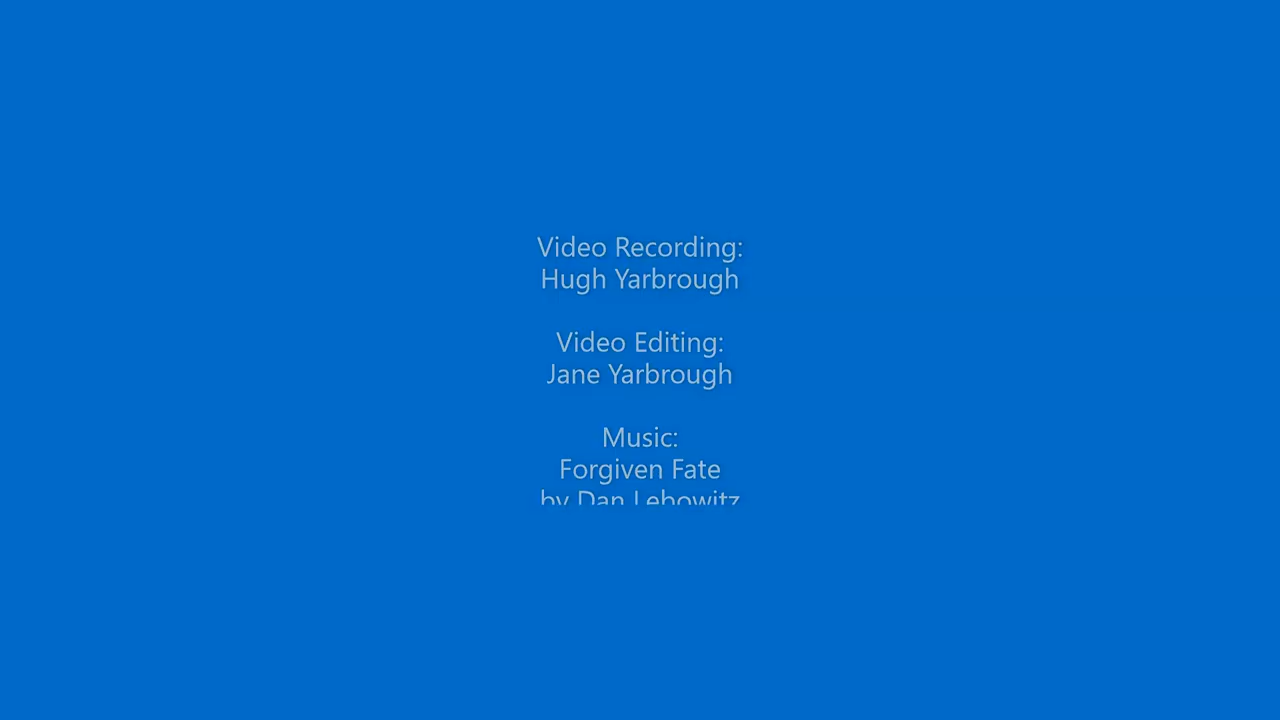 Video Recording:
Hugh Yarbrough
Video Editing:
Jane Yarbrough
Music:
Forgiven Fate
by Dan Lebowitz